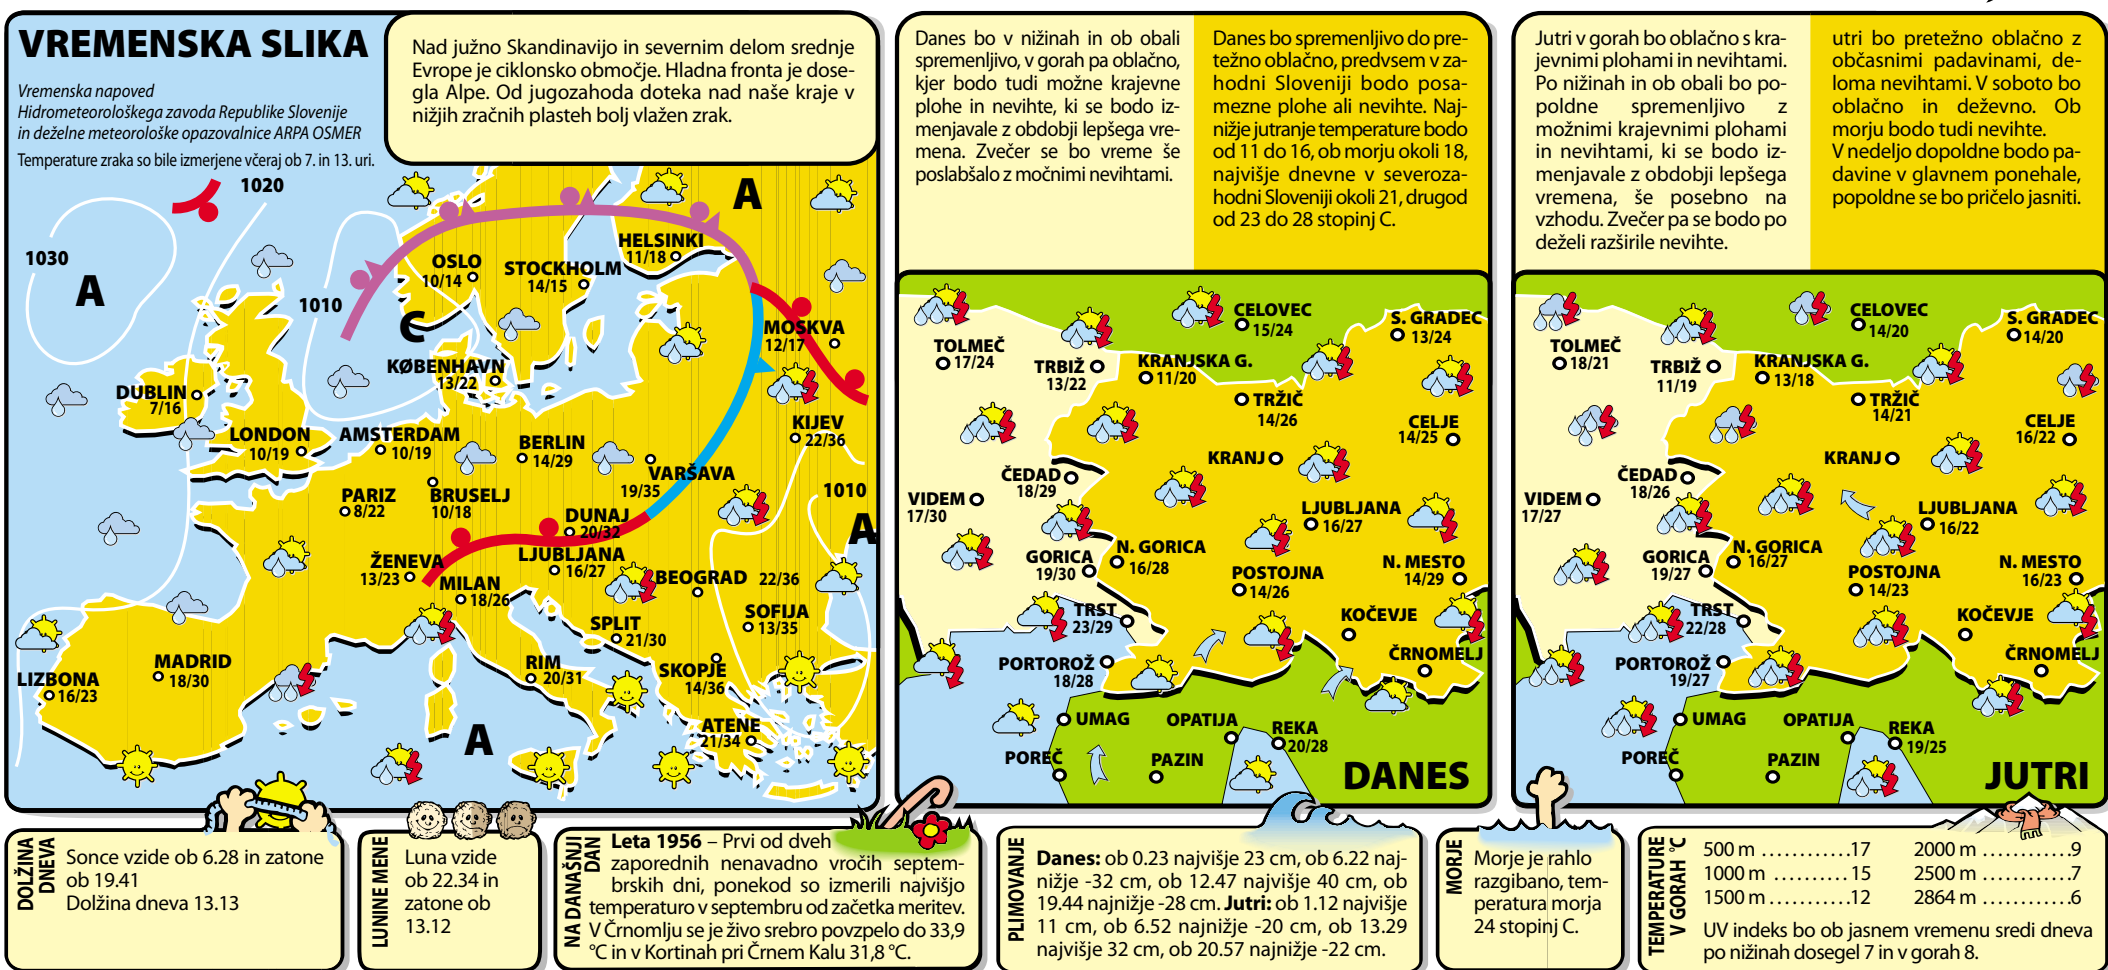 VREMENSKA SLIKA
Vremenska napoved
Hidrometeorološkega zavoda Republike Slovenije
in deželne meteorološke opazovalnice ARPA OSMER
Temperature zraka so bile izmerjene včeraj ob 7. in 13. uri.
Nad južno Skandinavijo in severnim delom srednje
Evrope je ciklonsko območje. Hladna fronta je dose-
gla Alpe. Od jugozahoda doteka nad naše kraje v
nižjih zračnih plasteh bolj vlažen zrak.
1020
A
1030
A
HELSINKI
11/18
OSLO
10/14
STOCKHOLM
14/15
1010
C
MOSKVA
12/17
KØBENHAVN
13/22
DUBLIN
7/16
LONDON
10/19
AMSTERDAM
10/19
BERLIN
14/29
KIJEV
22/36
VARŠAVA
19/35
PARIZ
8/22
BRUSELJ
10/18
1010
DUNAJ
20/32
A
ŽENEVA
13/23
LJUBLJANA
16/27
MILAN
18/26
BEOGRAD 22/36
SOFIJA
13/35
SPLIT
21/30
MADRID
18/30
LIZBONA
16/23
RIM
20/31
SKOPJE
14/36
ATENE
21/34
A
Danes bo v nižinah in ob obali
spremenljivo, v gorah pa oblačno,
kjer bodo tudi možne krajevne
plohe in nevihte, ki se bodo iz-
menjavale z obdobji lepšega vre-
mena. Zvečer se bo vreme še
poslabšalo z močnimi nevihtami.
Danes bo spremenljivo do pre-
težno oblačno, predvsem v za-
hodni Sloveniji bodo posa-
mezne plohe ali nevihte. Naj-
nižje jutranje temperature bodo
od 11 do 16, ob morju okoli 18,
najvišje dnevne v severoza-
hodni Sloveniji okoli 21, drugod
od 23 do 28 stopinj C.
CELOVEC
15/24
S. GRADEC
13/24
TOLMEČ
17/24
TRBIŽ
13/22
KRANJSKA G.
11/20
TRŽIČ
14/26
CELJE
14/25
KRANJ
ČEDAD
18/29
VIDEM
17/30
LJUBLJANA
16/27
GORICA
19/30
N. GORICA
16/28
POSTOJNA
14/26
N. MESTO
14/29
TRST
23/29
KOČEVJE
PORTOROŽ
18/28
ČRNOMELJ
UMAG
OPATIJA
REKA
20/28
POREČ
PAZIN
DANES
Jutri v gorah bo oblačno s kra-
jevnimi plohami in nevihtami.
Po nižinah in ob obali bo po-
poldne spremenljivo z
možnimi krajevnimi plohami
in nevihtami, ki se bodo iz-
menjavale z obdobji lepšega
vremena, še posebno na
vzhodu. Zvečer pa se bodo po
deželi razširile nevihte.
utri bo pretežno oblačno z
občasnimi padavinami, de-
loma nevihtami. V soboto bo
oblačno in deževno. Ob
morju bodo tudi nevihte.
V nedeljo dopoldne bodo pa-
davine v glavnem ponehale,
popoldne se bo pričelo jasniti.
CELOVEC
14/20
S. GRADEC
14/20
TOLMEČ
18/21
TRBIŽ
11/19
KRANJSKA G.
13/18
TRŽIČ
14/21
CELJE
16/22
KRANJ
ČEDAD
18/26
VIDEM
17/27
LJUBLJANA
16/22
GORICA
19/27
N. GORICA
16/27
POSTOJNA
14/23
N. MESTO
16/23
TRST
22/28
KOČEVJE
PORTOROŽ
19/27
ČRNOMELJ
UMAG
OPATIJA
REKA
19/25
POREČ
PAZIN
JUTRI
DOLŽINA
DNEVA
Sonce vzide ob 6.28 in zatone
ob 19.41
Dolžina dneva 13.13
LUNINE MENE
Luna vzide
ob 22.34 in
zatone ob
13.12
NA DANAŠNJI
DAN
Leta 1956 – Prvi od dveh
zaporednih nenavadno vročih septem-
brskih dni, ponekod so izmerili najvišjo
temperaturo v septembru od začetka meritev.
V Črnomlju se je živo srebro povzpelo do 33,9
°C in v Kortinah pri Črnem Kalu 31,8 °C.
PLIMOVANJE
Danes: ob 0.23 najvišje 23 cm, ob 6.22 naj-
nižje -32 cm, ob 12.47 najvišje 40 cm, ob
19.44 najnižje -28 cm. Jutri: ob 1.12 najvišje
11 cm, ob 6.52 najnižje -20 cm, ob 13.29
najvišje 32 cm, ob 20.57 najnižje -22 cm.
MORJE
Morje je rahlo
razgibano, tem-
peratura morja
24 stopinj C.
TEMPERATURE
V GORAH °C
500 m ...........17
1000 m .......... 15
1500 m ..........12
2000 m ...........9
2500 m ...........7
2864 m ...........6
UV indeks bo ob jasnem vremenu sredi dneva
po nižinah dosegel 7 in v gorah 8.